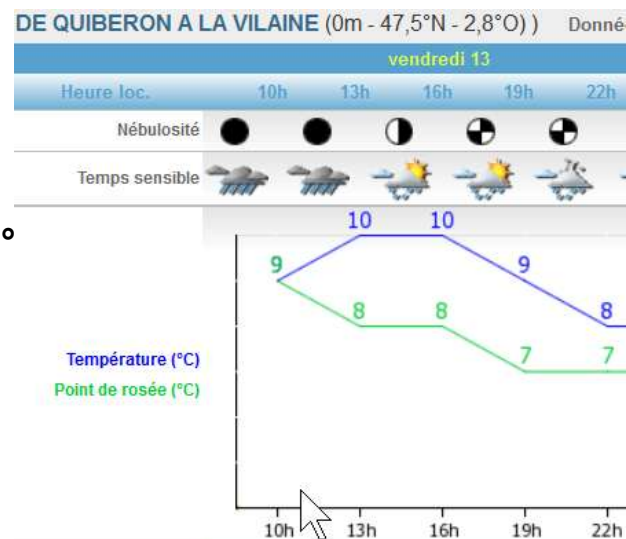 DE QUIBERON A LA VILAINE (0m - 47,5°N - 2,8°O) ) Donné
vendredi 13
Heure loc. 10h 13h 16h 19h 22h
Nébulosité
Temps sensible
10 10
9 9
8 8 8
7 7
Température (°C)
Point de rosée (°C)
10h 13h 16h 19h 22h